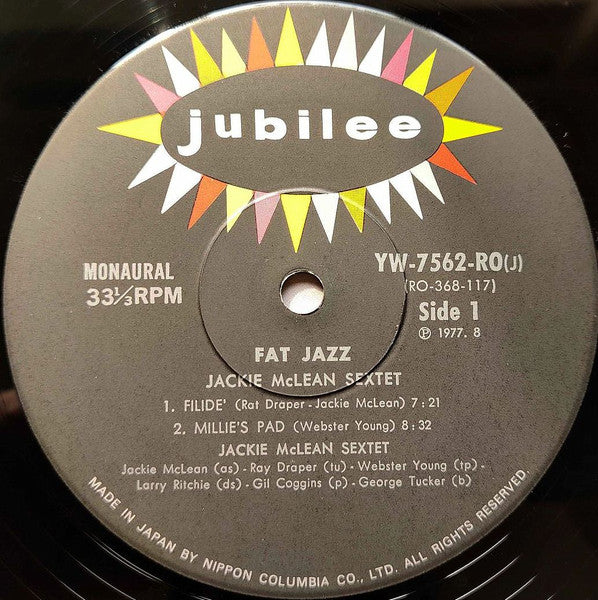 jubilee
MONAURAL
33⅓RPM
YW-7562-RO(J)
(RO-368-117)
Side 1
Ⓟ 1977. 8
FAT JAZZ
JACKIE McLEAN SEXTET
1. FILIDE' (Rat Draper-Jackie McLean) 7:21
2. MILLIE'S PAD (Webster Young) 8:32
JACKIE McLEAN SEXTET
Jackie McLean (as)-Ray Draper (tu)-Webster Young (tp)-
Larry Ritchie (ds)-Gil Coggins (p)-George Tucker (b)
MADE IN JAPAN BY NIPPON COLUMBIA CO., LTD. ALL RIGHTS RESERVED.